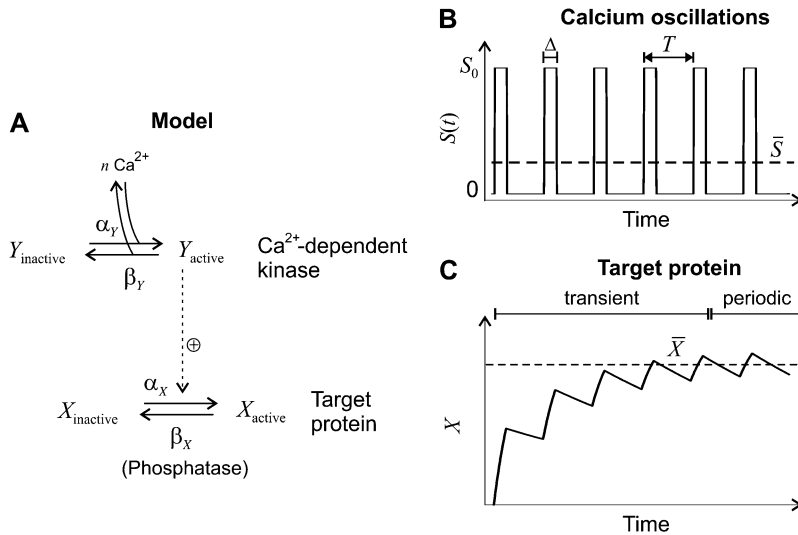 A
Model
n Ca2+
αY
Yinactive
Yactive
Ca2+-dependent
kinase
βY
⊕
αX
Xinactive
Xactive
Target
protein
βX
(Phosphatase)
B
Calcium oscillations
Δ
T
S0
S(t)
S̅
0
Time
C
Target protein
transient
periodic
X̅
X
Time